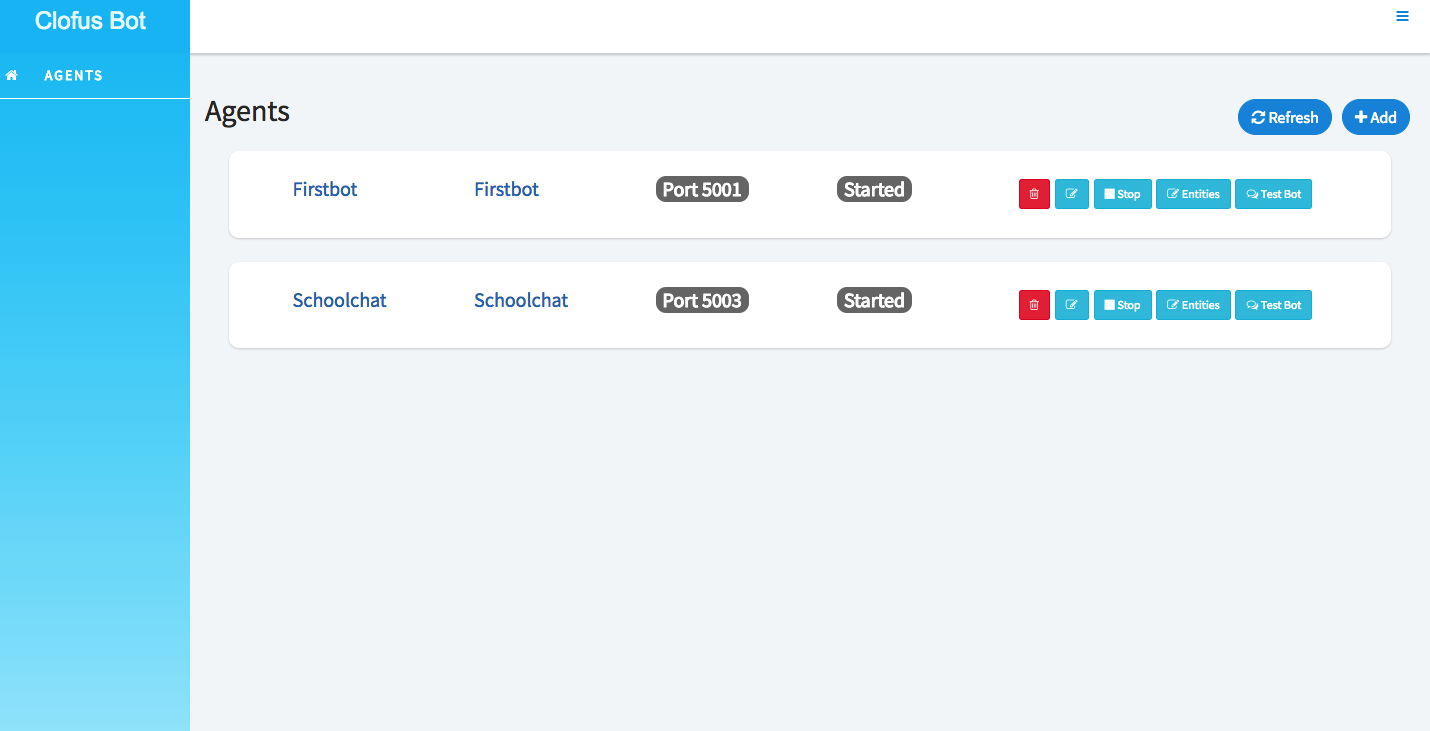 Clofus Bot
AGENTS
Agents
Refresh Add
Firstbot Firstbot Port 5001 Started Stop Entities Test Bot
Schoolchat Schoolchat Port 5003 Started Stop Entities Test Bot